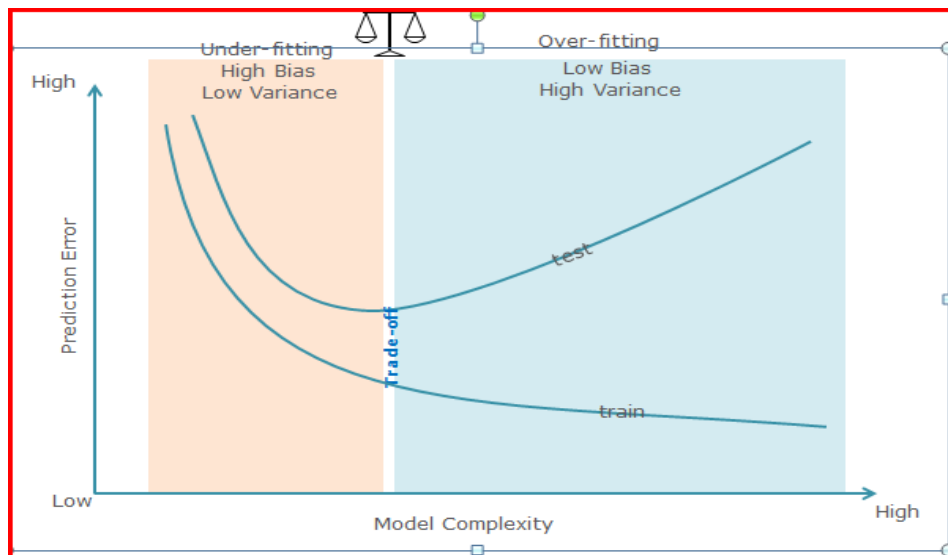 Under-fitting
High Bias
Low Variance
Over-fitting
Low Bias
High Variance
High
Prediction Error
test
Trade-off
train
Low
High
Model Complexity